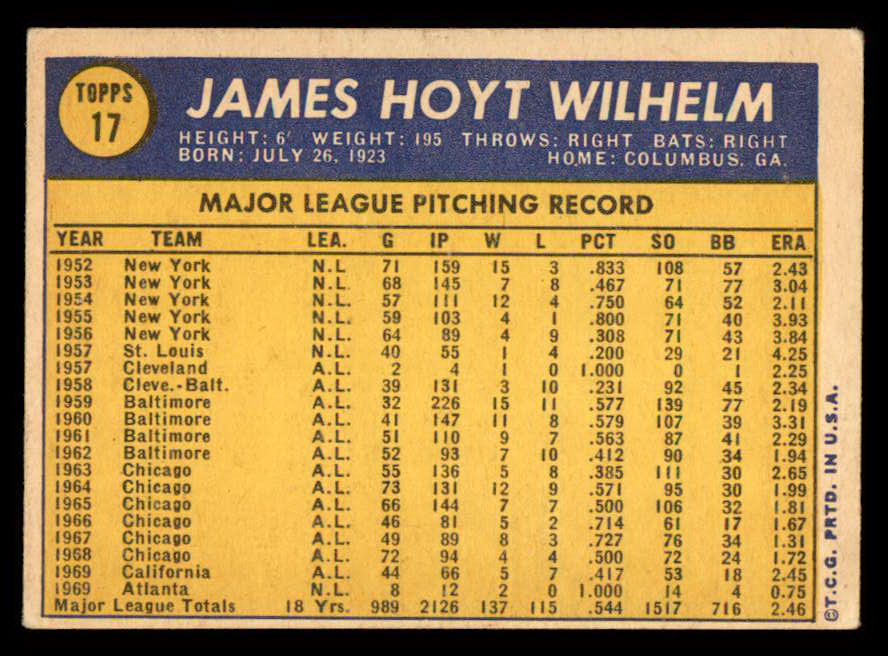 TOPPS
17
JAMES HOYT WILHELM
HEIGHT: 6' WEIGHT: 195 THROWS: RIGHT BATS: RIGHT
BORN: JULY 26, 1923 HOME: COLUMBUS, GA.
MAJOR LEAGUE PITCHING RECORD
YEAR TEAM LEA. G IP W L PCT SO BB ERA
1952 New York N.L 71 159 15 3 .833 108 57 2.43
1953 New York N.L. 68 145 7 8 .467 71 77 3.04
1954 New York N.L. 57 111 12 4 .750 64 52 2.11
1955 New York N.L. 59 103 4 1 .800 71 40 3.93
1956 New York N.L. 64 89 4 9 .308 71 43 3.84
1957 St. Louis N.L. 40 55 1 4 .200 29 21 4.25
1957 Cleveland A.L. 2 4 1 0 1.000 0 1 2.25
1958 Cleve.-Balt. A.L. 39 131 3 10 .231 92 45 2.34
1959 Baltimore A.L. 32 226 15 11 .577 139 77 2.19
1960 Baltimore A.L. 41 147 11 8 .579 107 39 3.31
1961 Baltimore A.L. 51 110 9 7 .563 87 41 2.29
1962 Baltimore A.L. 52 93 7 10 .412 90 34 1.94
1963 Chicago A.L. 55 136 5 8 .385 111 30 2.65
1964 Chicago A.L. 73 131 12 9 .571 95 30 1.99
1965 Chicago A.L. 66 144 7 7 .500 106 32 1.81
1966 Chicago A.L. 46 81 5 2 .714 61 17 1.67
1967 Chicago A.L. 49 89 8 3 .727 76 34 1.31
1968 Chicago A.L. 72 94 4 4 .500 72 24 1.72
1969 California A.L. 44 66 5 7 .417 53 18 2.45
1969 Atlanta N.L. 8 12 2 0 1.000 14 4 0.75
Major League Totals 18 Yrs. 989 2126 137 115 .544 1517 716 2.46
©T.C.G. PRTD. IN U.S.A.